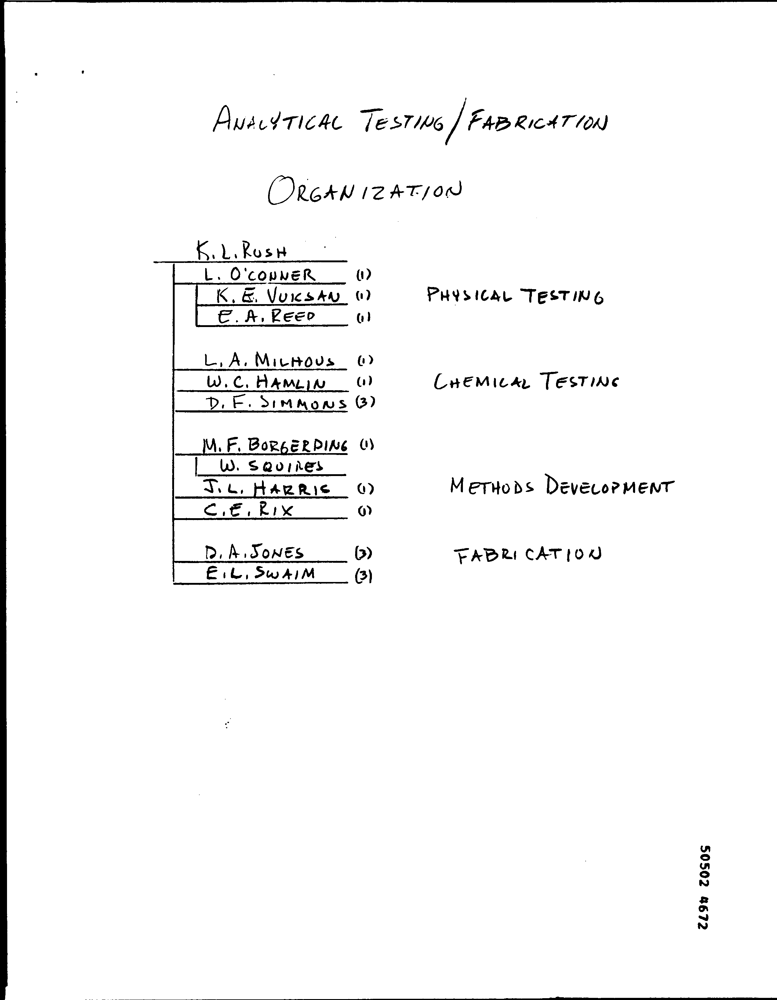 ANALYTICAL TESTING/FABRICATION
ORGANIZATION
K.L. RUSH
L. O'CONNER (1)
K. E. VUKSAN (1) PHYSICAL TESTING
E. A. REED (1)
L. A. MILHOUS (1)
W. C. HAMLIN (1) CHEMICAL TESTING
D. F. SIMMONS (3)
M. F. BORGERDING (1)
W. SQUIRES
J. L. HARRIS (1) METHODS DEVELOPMENT
C. E. RIX (1)
D. A. JONES (3) FABRICATION
E. L. SWAIM (3)
50502 4672